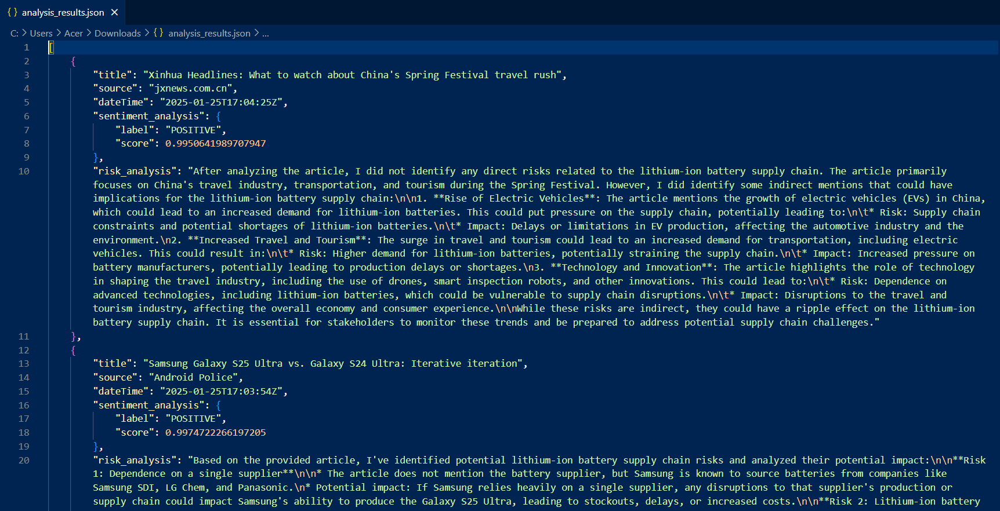 {} analysis_results.json ×
C: > Users > Acer > Downloads > {} analysis_results.json > ...
1 [
2 {
3 "title": "Xinhua Headlines: What to watch about China's Spring Festival travel rush",
4 "source": "jxnews.com.cn",
5 "dateTime": "2025-01-25T17:04:25Z",
6 "sentiment_analysis": {
7 "label": "POSITIVE",
8 "score": 0.9950641989707947
9 },
10 "risk_analysis": "After analyzing the article, I did not identify any direct risks related to the lithium-ion battery supply chain. The article primarily
focuses on China's travel industry, transportation, and tourism during the Spring Festival. However, I did identify some indirect mentions that could have
implications for the lithium-ion battery supply chain:\n\n1. **Rise of Electric Vehicles**: The article mentions the growth of electric vehicles (EVs) in China,
which could lead to an increased demand for lithium-ion batteries. This could put pressure on the supply chain, potentially leading to:\n\t* Risk: Supply chain
constraints and potential shortages of lithium-ion batteries.\n\t* Impact: Delays or limitations in EV production, affecting the automotive industry and the
environment.\n2. **Increased Travel and Tourism**: The surge in travel and tourism could lead to an increased demand for transportation, including electric
vehicles. This could result in:\n\t* Risk: Higher demand for lithium-ion batteries, potentially straining the supply chain.\n\t* Impact: Increased pressure on
battery manufacturers, potentially leading to production delays or shortages.\n3. **Technology and Innovation**: The article highlights the role of technology
in shaping the travel industry, including the use of drones, smart inspection robots, and other innovations. This could lead to:\n\t* Risk: Dependence on
advanced technologies, including lithium-ion batteries, which could be vulnerable to supply chain disruptions.\n\t* Impact: Disruptions to the travel and
tourism industry, affecting the overall economy and consumer experience.\n\nWhile these risks are indirect, they could have a ripple effect on the lithium-ion
battery supply chain. It is essential for stakeholders to monitor these trends and be prepared to address potential supply chain challenges."
11 },
12 {
13 "title": "Samsung Galaxy S25 Ultra vs. Galaxy S24 Ultra: Iterative iteration",
14 "source": "Android Police",
15 "dateTime": "2025-01-25T17:03:54Z",
16 "sentiment_analysis": {
17 "label": "POSITIVE",
18 "score": 0.9974722266197205
19 },
20 "risk_analysis": "Based on the provided article, I've identified potential lithium-ion battery supply chain risks and analyzed their potential impact:\n\n**Risk
1: Dependence on a single supplier**\n\n* The article does not mention the battery supplier, but Samsung is known to source batteries from companies like
Samsung SDI, LG Chem, and Panasonic.\n* Potential impact: If Samsung relies heavily on a single supplier, any disruptions to that supplier's production or
supply chain could impact Samsung's ability to produce the Galaxy S25 Ultra, leading to stockouts, delays, or increased costs.\n\n**Risk 2: Lithium-ion battery